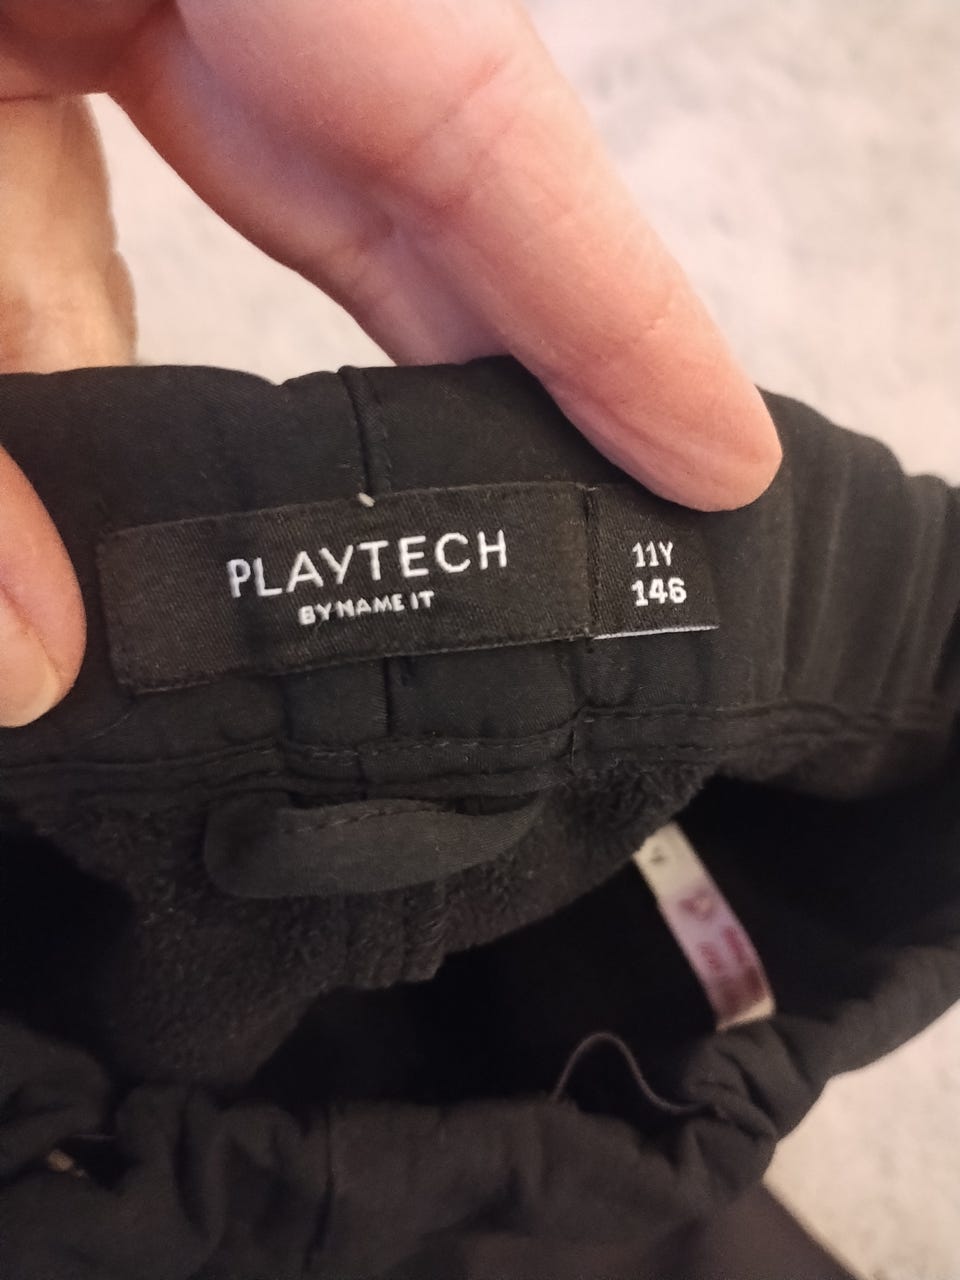 PLAYTECH
BY NAME IT
11Y
146